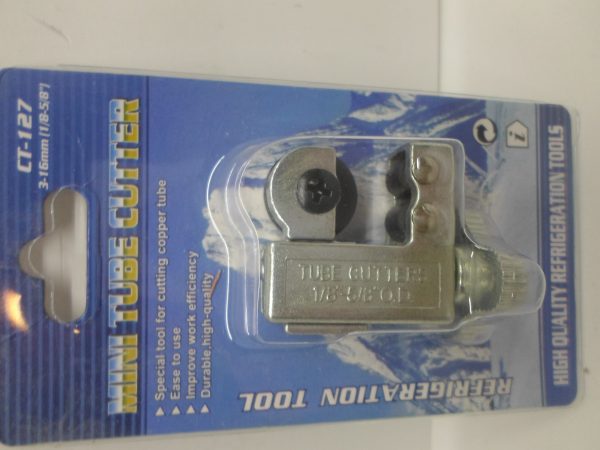 CT-127
3-16mm (1/8-5/8")
MINI TUBE CUTTER
▶ Special tool for cutting copper tube
▶ Ease to use
▶ Improve work efficiency
▶ Durable,high-quality
TUBE CUTTERS
1/8-5/8"O.D
REFRIGERATION TOOL
HIGH QUALITY REFRIGERATION TOOLS